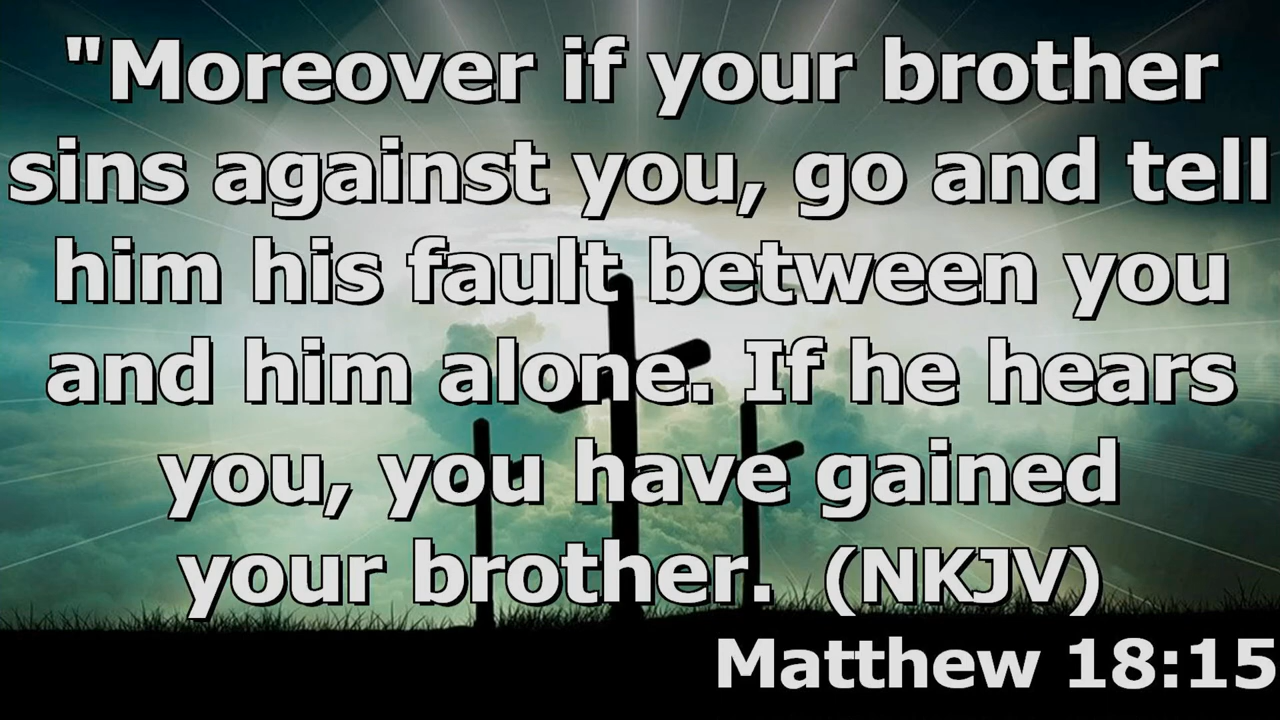 "Moreover if your brother
sins against you, go and tell
him his fault between you
and him alone. If he hears
you, you have gained
your brother. (NKJV)
Matthew 18:15